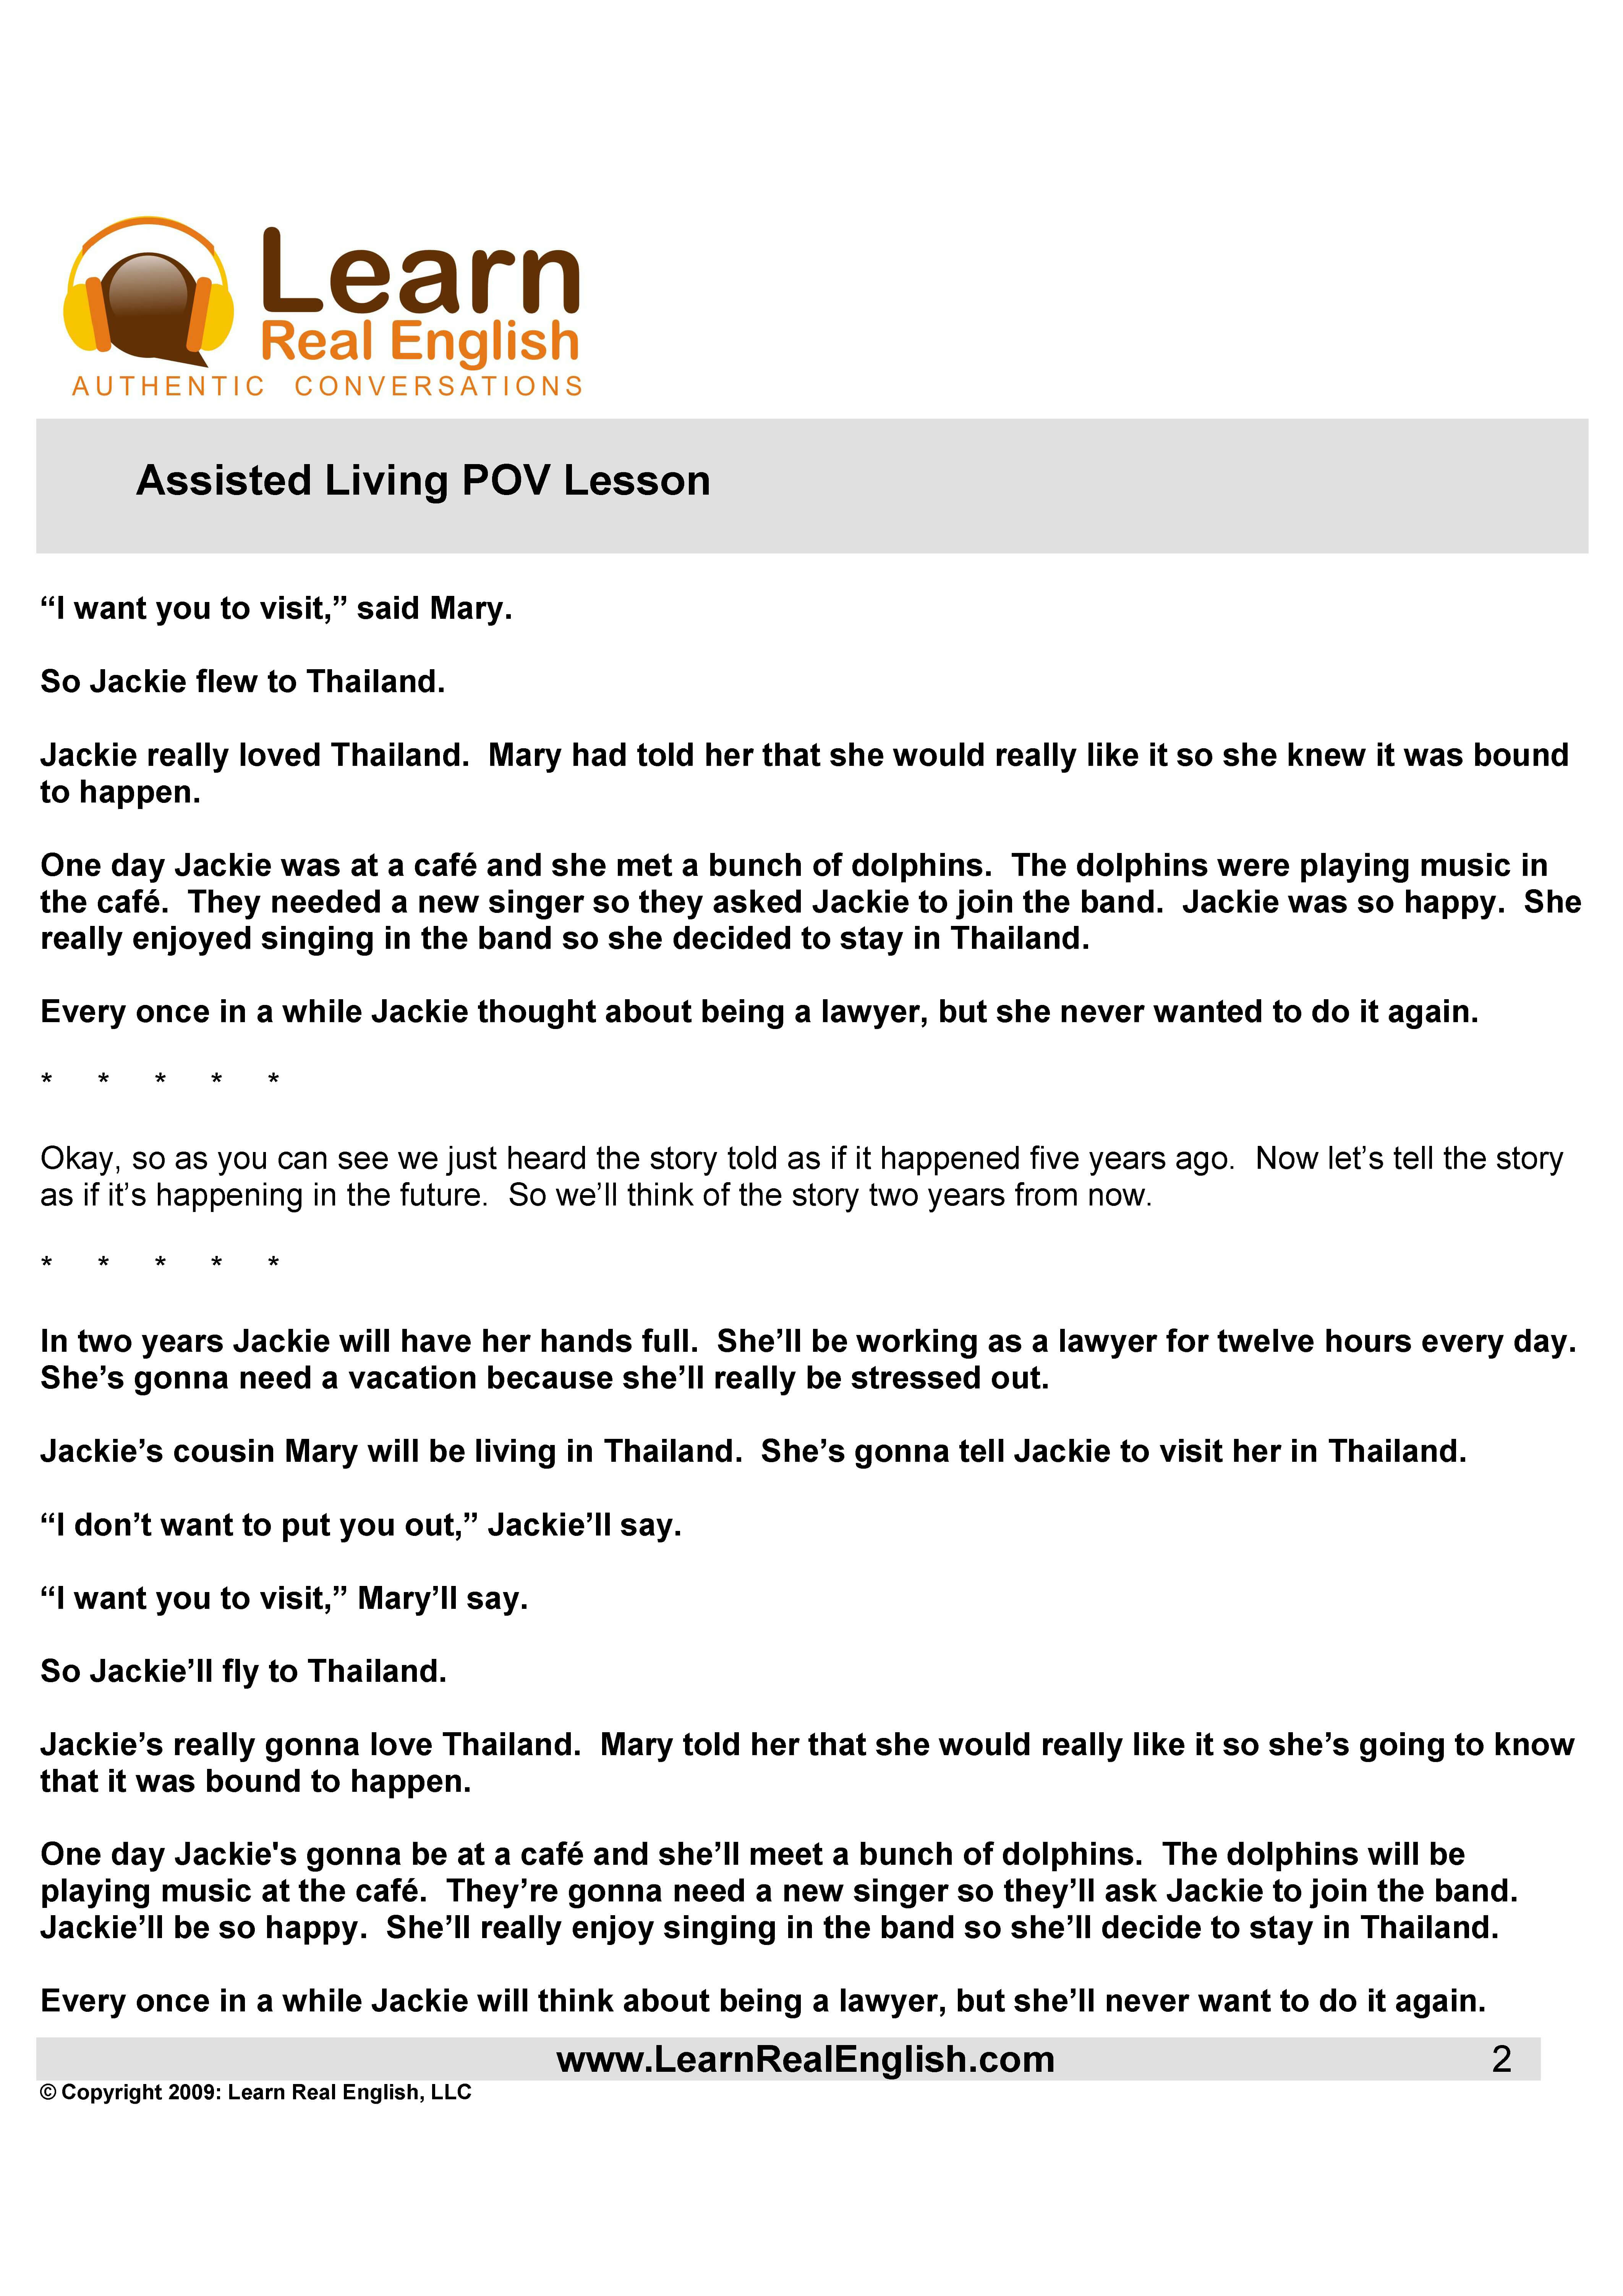 Learn
Real English
AUTHENTIC CONVERSATIONS
Assisted Living POV Lesson
“I want you to visit,” said Mary.
So Jackie flew to Thailand.
Jackie really loved Thailand.  Mary had told her that she would really like it so she knew it was bound
to happen.
One day Jackie was at a café and she met a bunch of dolphins.  The dolphins were playing music in
the café.  They needed a new singer so they asked Jackie to join the band.  Jackie was so happy.  She
really enjoyed singing in the band so she decided to stay in Thailand.
Every once in a while Jackie thought about being a lawyer, but she never wanted to do it again.
* * * * *
Okay, so as you can see we just heard the story told as if it happened five years ago.  Now let’s tell the story
as if it’s happening in the future.  So we’ll think of the story two years from now.
* * * * *
In two years Jackie will have her hands full.  She’ll be working as a lawyer for twelve hours every day.
She’s gonna need a vacation because she’ll really be stressed out.
Jackie’s cousin Mary will be living in Thailand.  She’s gonna tell Jackie to visit her in Thailand.
“I don’t want to put you out,” Jackie’ll say.
“I want you to visit,” Mary’ll say.
So Jackie’ll fly to Thailand.
Jackie’s really gonna love Thailand.  Mary told her that she would really like it so she’s going to know
that it was bound to happen.
One day Jackie's gonna be at a café and she’ll meet a bunch of dolphins.  The dolphins will be
playing music at the café.  They’re gonna need a new singer so they’ll ask Jackie to join the band.
Jackie’ll be so happy.  She’ll really enjoy singing in the band so she’ll decide to stay in Thailand.
Every once in a while Jackie will think about being a lawyer, but she’ll never want to do it again.
www.LearnRealEnglish.com 2
© Copyright 2009: Learn Real English, LLC